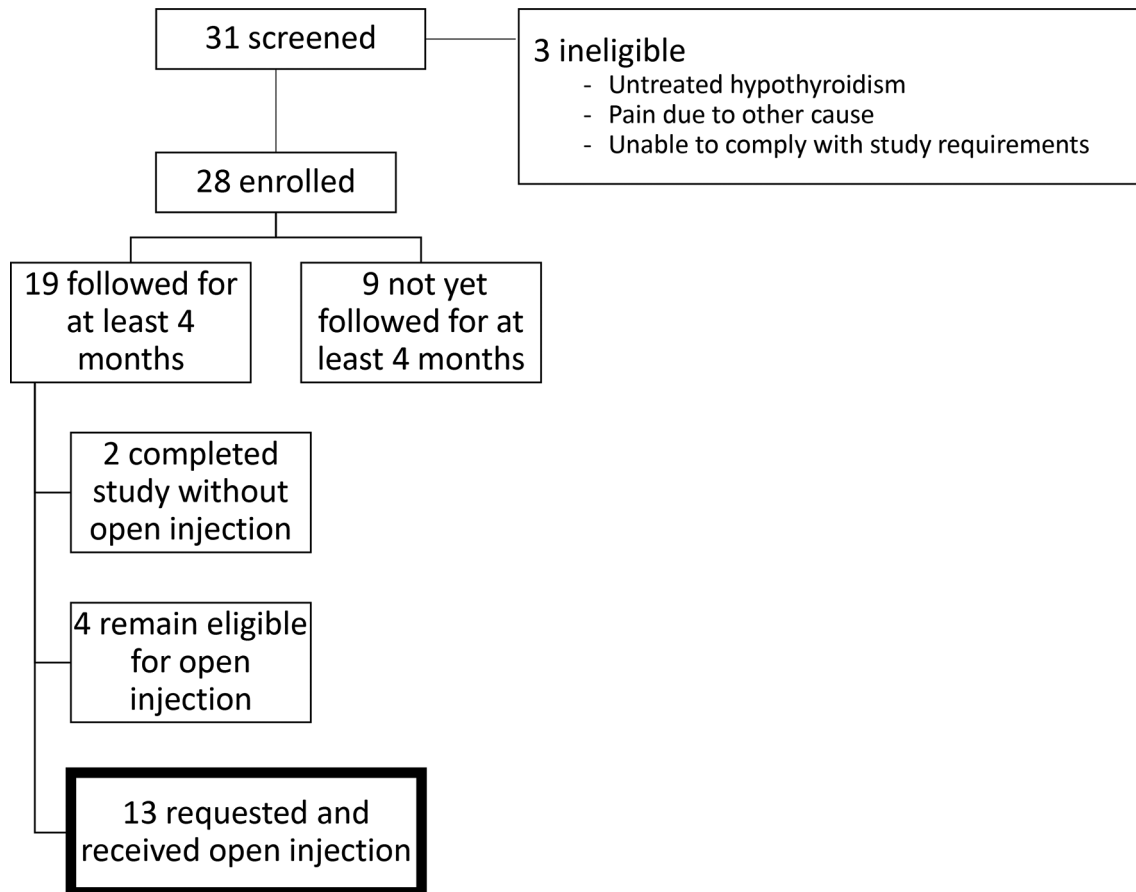 31 screened
3 ineligible
- Untreated hypothyroidism
- Pain due to other cause
- Unable to comply with study requirements
28 enrolled
19 followed for
at least 4
months
9 not yet
followed for at
least 4 months
2 completed
study without
open injection
4 remain eligible
for open
injection
13 requested and
received open injection